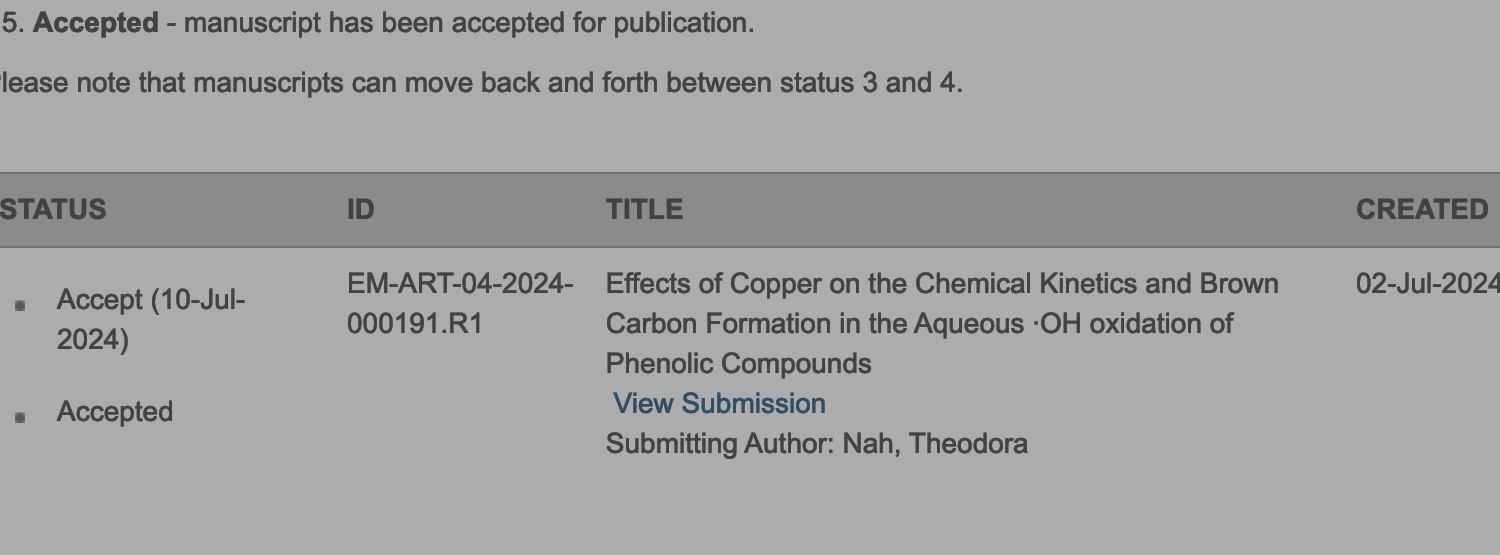 5. Accepted - manuscript has been accepted for publication.
lease note that manuscripts can move back and forth between status 3 and 4.
STATUS ID TITLE CREATED
Accept (10-Jul-
2024)
Accepted
EM-ART-04-2024-
000191.R1
Effects of Copper on the Chemical Kinetics and Brown
Carbon Formation in the Aqueous ·OH oxidation of
Phenolic Compounds
View Submission
Submitting Author: Nah, Theodora
02-Jul-2024